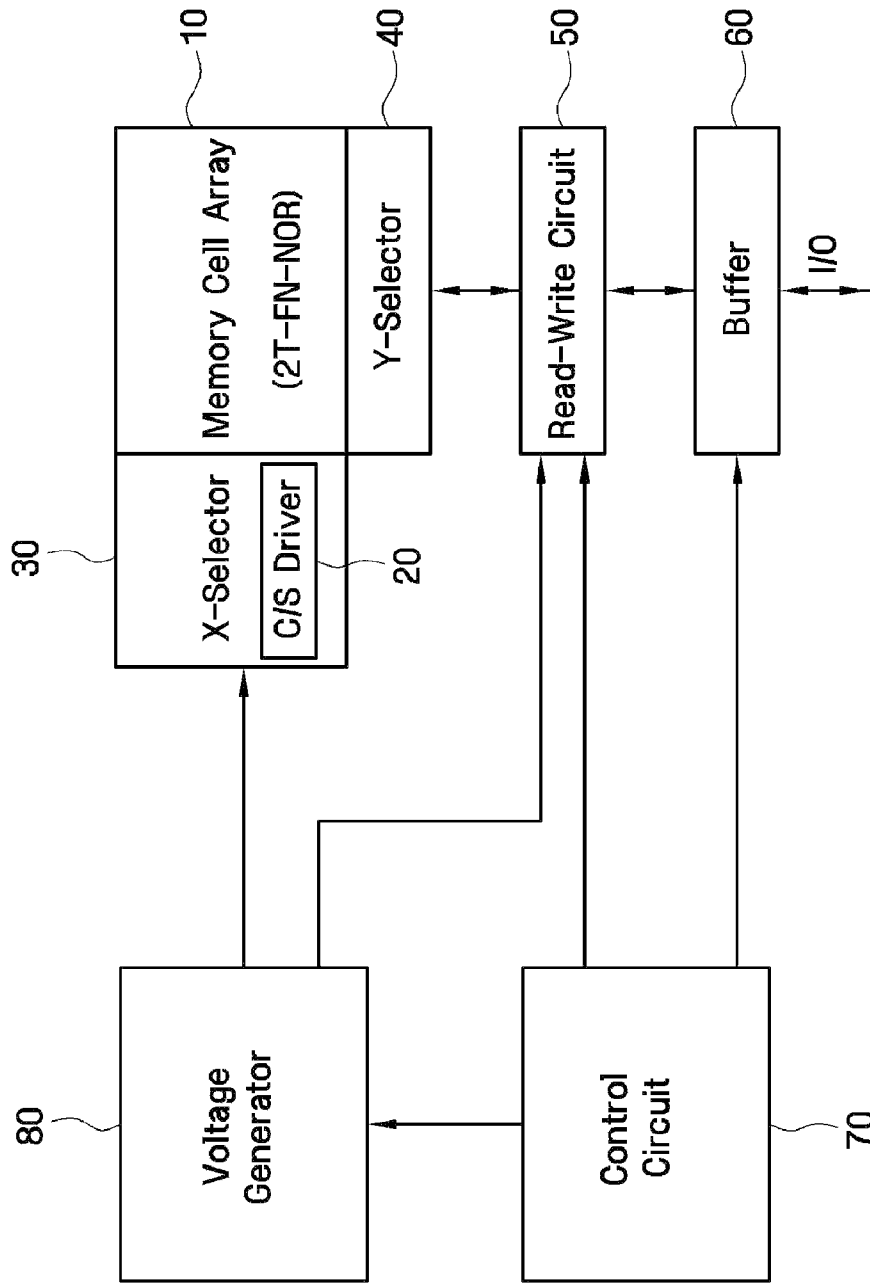 80
Voltage
Generator
30
X-Selector
C/S Driver
20
10
Memory Cell Array
(2T-FN-NOR)
40
Y-Selector
50
Read-Write Circuit
60
Buffer
I/O
Control
Circuit
70